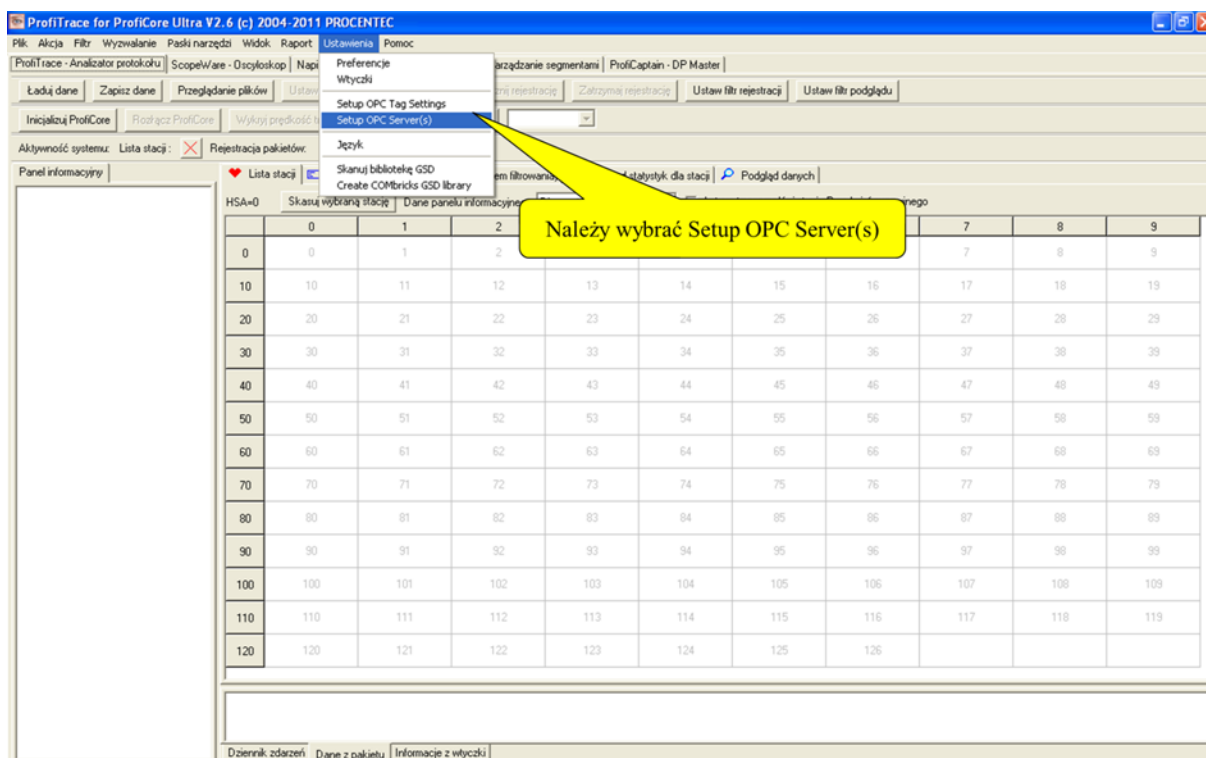 ProfiTrace for ProfiCore Ultra V2.6 (c) 2004-2011 PROCENTEC
Plik Akcja Filtr Wyzwalanie Paski narzędzi Widok Raport Ustawienia Pomoc
ProfiTrace - Analizator protokołu ScopeWare - Oscyloskop Napi arządzanie segmentami ProfiCaptain - DP Master
Preferencje
Wtyczki
Setup OPC Tag Settings
Setup OPC Server(s)
Język
Skanuj bibliotekę GSD
Create COMbricks GSD library
Ładuj dane Zapisz dane Przeglądanie plików Ustaw nij rejestrację Zatrzymaj rejestrację Ustaw filtr rejestracji Ustaw filtr podglądu
Inicjalizuj ProfiCore Rozłącz ProfiCore Wykryj prędkość t
Aktywność systemu: Lista stacji : Rejestracja pakietów:
Panel informacyjny Lista stacji em filtrowania statystyk dla stacji Podgląd danych
HSA=0 Skasuj wybraną stację Dane panelu informacyjne nego
Należy wybrać Setup OPC Server(s)
0 1 2 7 8 9
0 0 1 2 7 8 9
10 10 11 12 13 14 15 16 17 18 19
20 20 21 22 23 24 25 26 27 28 29
30 30 31 32 33 34 35 36 37 38 39
40 40 41 42 43 44 45 46 47 48 49
50 50 51 52 53 54 55 56 57 58 59
60 60 61 62 63 64 65 66 67 68 69
70 70 71 72 73 74 75 76 77 78 79
80 80 81 82 83 84 85 86 87 88 89
90 90 91 92 93 94 95 96 97 98 99
100 100 101 102 103 104 105 106 107 108 109
110 110 111 112 113 114 115 116 117 118 119
120 120 121 122 123 124 125 126
Dziennik zdarzeń Dane z pakietu Informacje z wtyczki